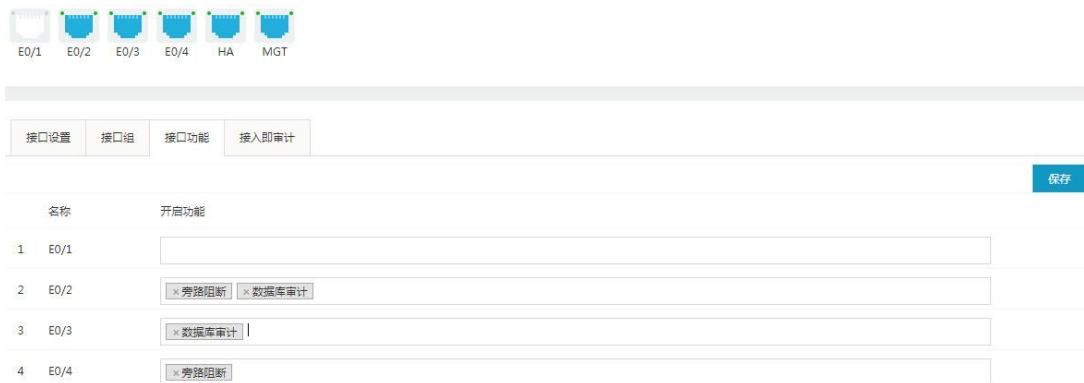 E0/1 E0/2 E0/3 E0/4 HA MGT
接口设置 接口组 接口功能 接入即审计
保存
名称 开启功能
1 E0/1
2 E0/2 ×旁路阻断 ×数据库审计
3 E0/3 ×数据库审计
4 E0/4 ×旁路阻断